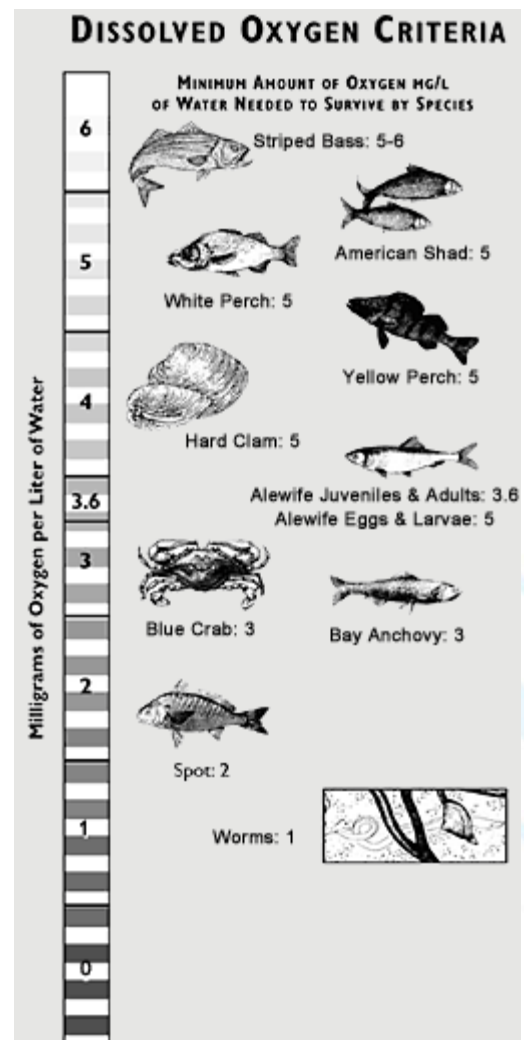 DISSOLVED OXYGEN CRITERIA
MINIMUM AMOUNT OF OXYGEN MG/L
OF WATER NEEDED TO SURVIVE BY SPECIES
6
Striped Bass: 5-6
American Shad: 5
5
White Perch: 5
Yellow Perch: 5
4
Hard Clam: 5
Milligrams of Oxygen per Liter of Water
3.6
Alewife Juveniles & Adults: 3.6
Alewife Eggs & Larvae: 5
3
Blue Crab: 3
Bay Anchovy: 3
2
Spot: 2
1
Worms: 1
0